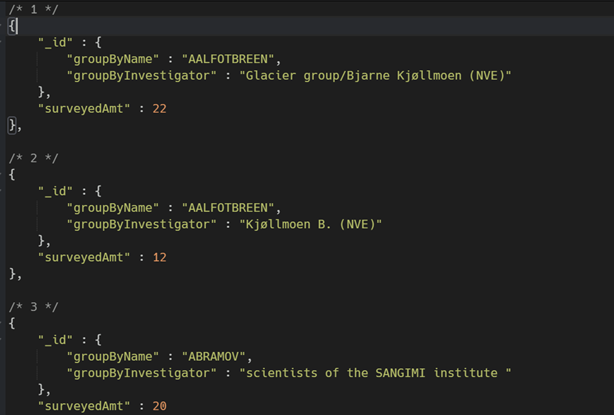 /* 1 */
{
"_id" : {
"groupByName" : "AALFOTBREEN",
"groupByInvestigator" : "Glacier group/Bjarne Kjøllmoen (NVE)"
},
"surveyedAmt" : 22
},
/* 2 */
{
"_id" : {
"groupByName" : "AALFOTBREEN",
"groupByInvestigator" : "Kjøllmoen B. (NVE)"
},
"surveyedAmt" : 12
},
/* 3 */
{
"_id" : {
"groupByName" : "ABRAMOV",
"groupByInvestigator" : "scientists of the SANGIMI institute "
},
"surveyedAmt" : 20